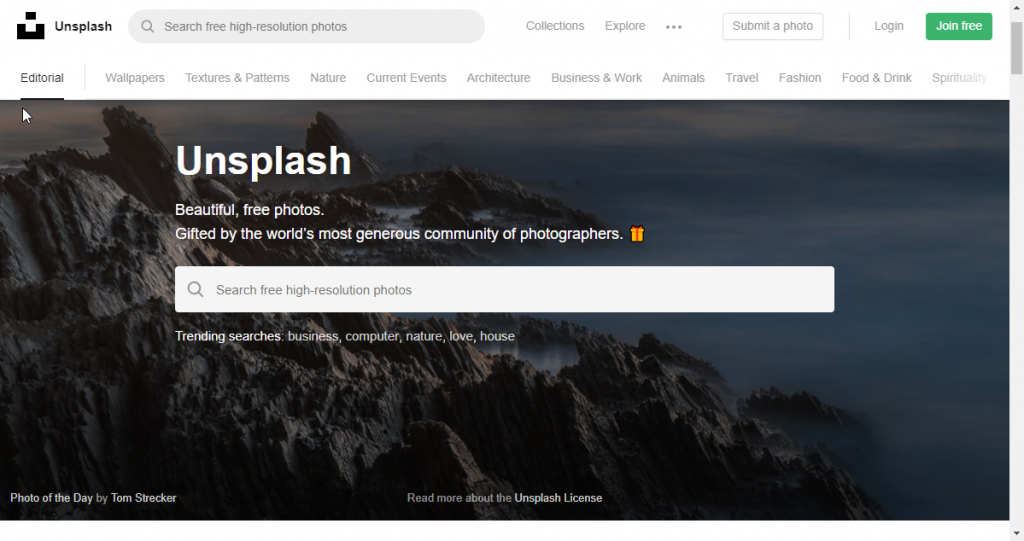 Unsplash
Search free high-resolution photos
Collections
Explore
Submit a photo
Login
Join free
Editorial
Wallpapers
Textures & Patterns
Nature
Current Events
Architecture
Business & Work
Animals
Travel
Fashion
Food & Drink
Spirituality
Unsplash
Beautiful, free photos.
Gifted by the world's most generous community of photographers. 🎁
Search free high-resolution photos
Trending searches: business, computer, nature, love, house
Photo of the Day by Tom Strecker
Read more about the Unsplash License